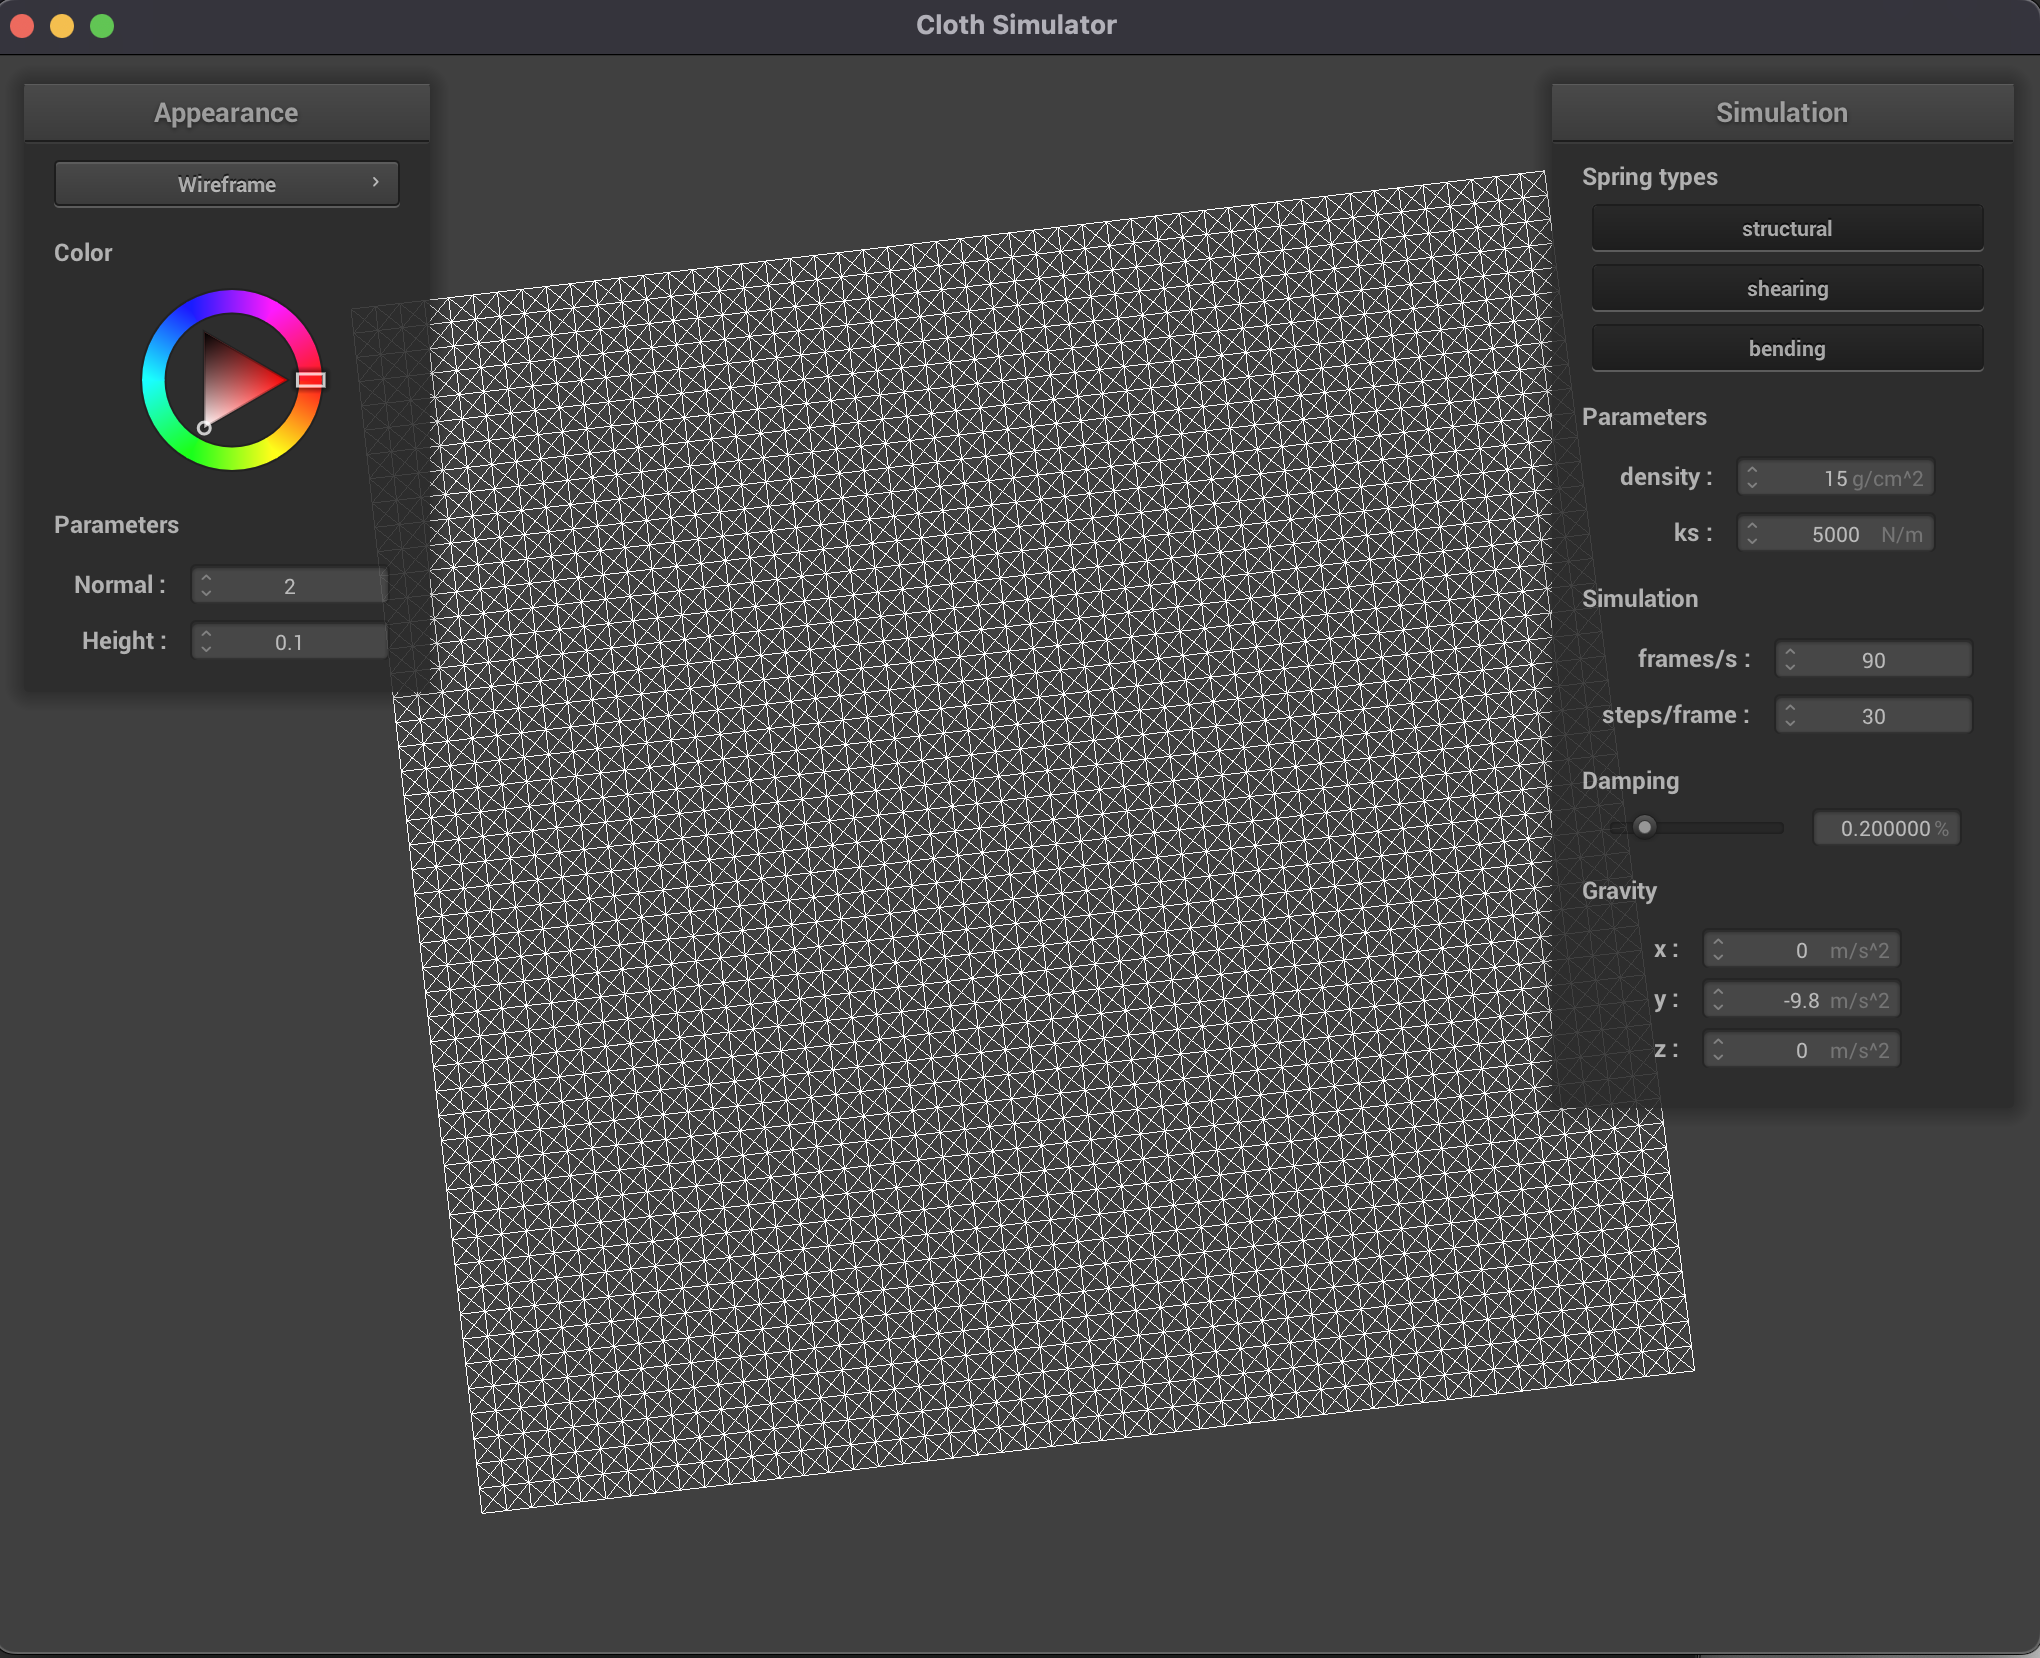 Cloth Simulator
Appearance
Wireframe
Color
Parameters
Normal : 2
Height : 0.1
Simulation
Spring types
structural
shearing
bending
Parameters
density : 15 g/cm^2
ks : 5000 N/m
Simulation
frames/s : 90
steps/frame : 30
Damping
0.200000 %
Gravity
x : 0 m/s^2
y : -9.8 m/s^2
z : 0 m/s^2